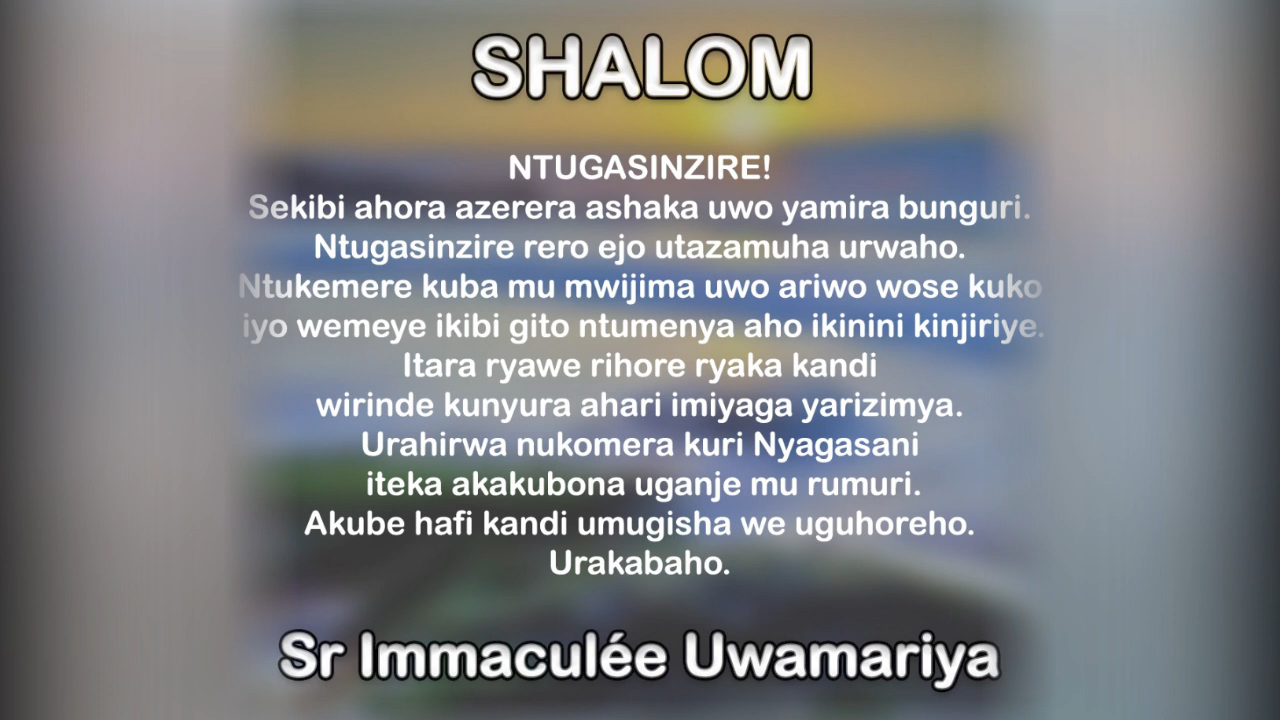 SHALOM
NTUGASINZIRE!
Sekibi ahora azerera ashaka uwo yamira bunguri.
Ntugasinzire rero ejo utazamuha urwaho.
Ntukemere kuba mu mwijima uwo ariwo wose kuko
iyo wemeye ikibi gito ntumenya aho ikinini kinjiriye.
Itara ryawe rihore ryaka kandi
wirinde kunyura ahari imiyaga yarizimya.
Urahirwa nukomera kuri Nyagasani
iteka akakubona uganje mu rumuri.
Akube hafi kandi umugisha we uguhoreho.
Urakabaho.
Sr Immaculée Uwamariya